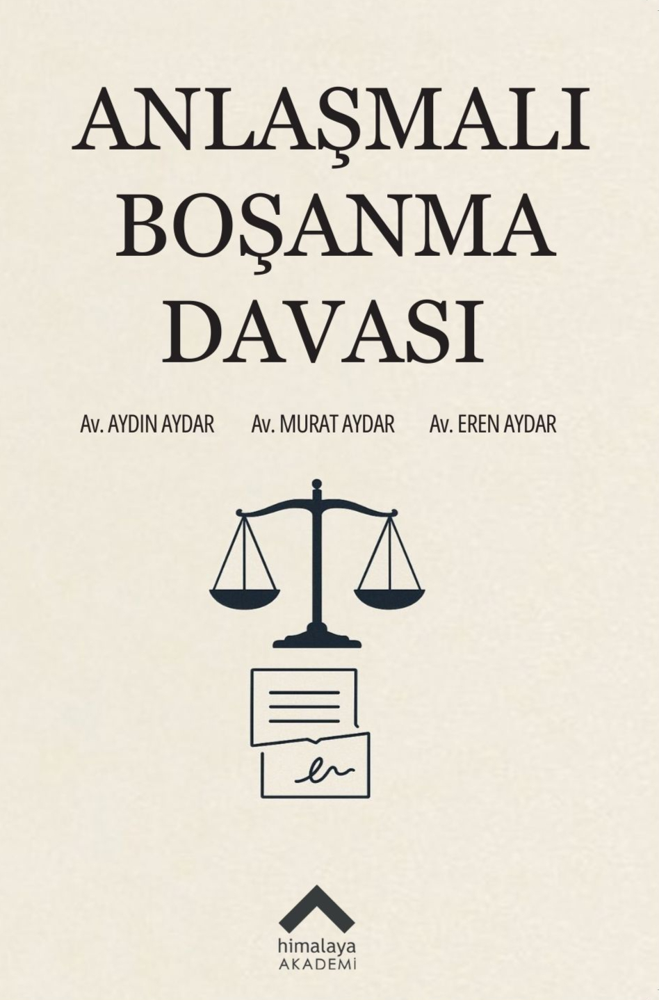 ANLAŞMALI
BOŞANMA
DAVASI
Av. AYDIN AYDAR Av. MURAT AYDAR Av. EREN AYDAR
himalaya
AKADEMİ